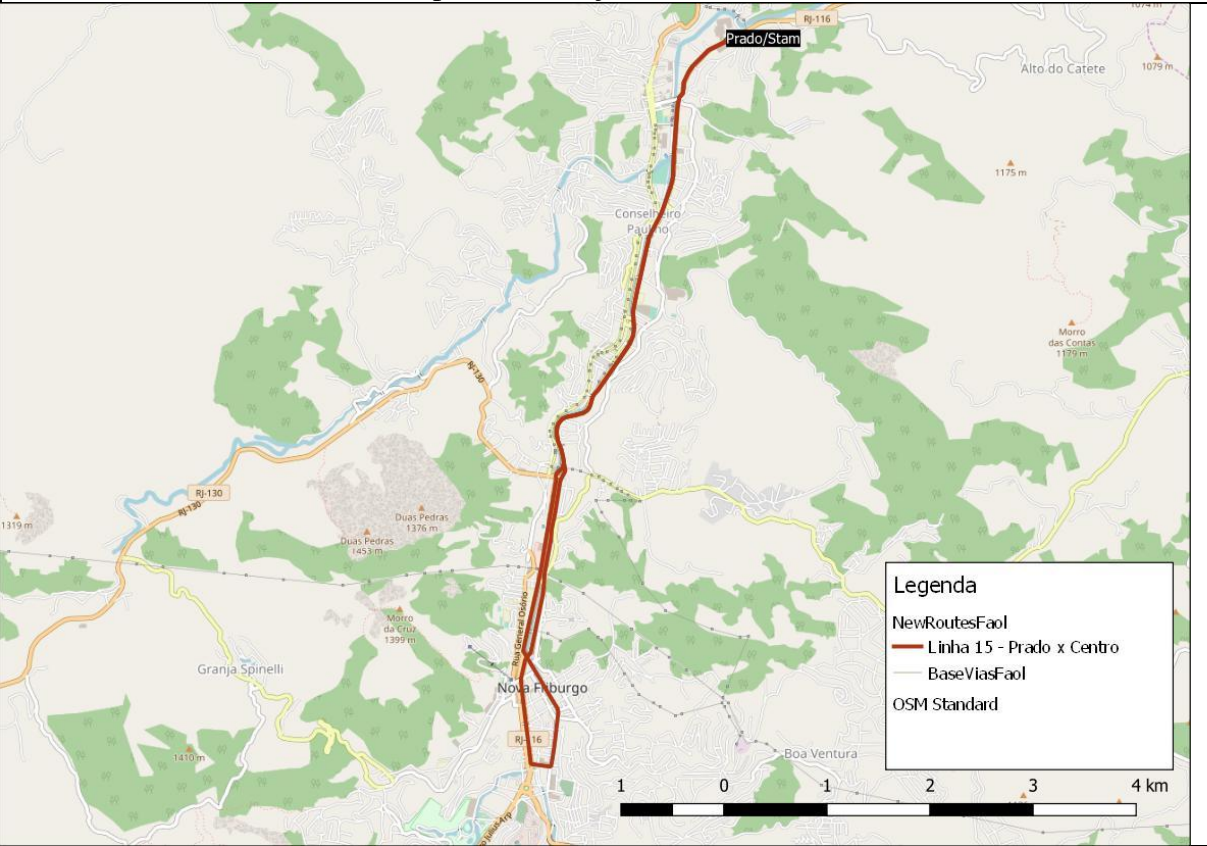 RJ-116
Prado/Stam
Alto do Catete
1079 m
1175 m
Conselheiro
Paulino
Morro
das Contas
1179 m
RJ-130
RJ-130
RJ-130
1319 m
Duas Pedras
1376 m
Duas Pedras
1453 m
Morro
da Cruz
1399 m
Rua General Osório
Granja Spinelli
Nova Friburgo
RJ-116
1410 m
Boa Ventura
Legenda
NewRoutesFaol
Linha 15 - Prado x Centro
BaseViasFaol
OSM Standard
1 0 1 2 3 4 km